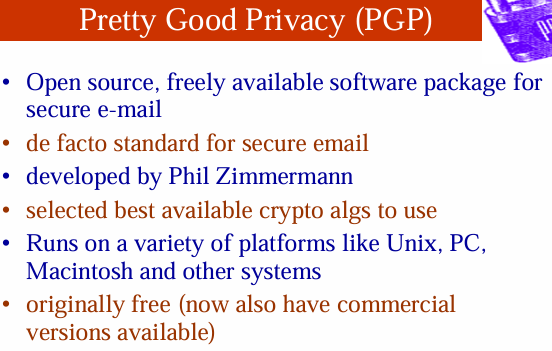 Pretty Good Privacy (PGP)
• Open source, freely available software package for
secure e-mail
• de facto standard for secure email
• developed by Phil Zimmermann
• selected best available crypto algs to use
• Runs on a variety of platforms like Unix, PC,
Macintosh and other systems
• originally free (now also have commercial
versions available)